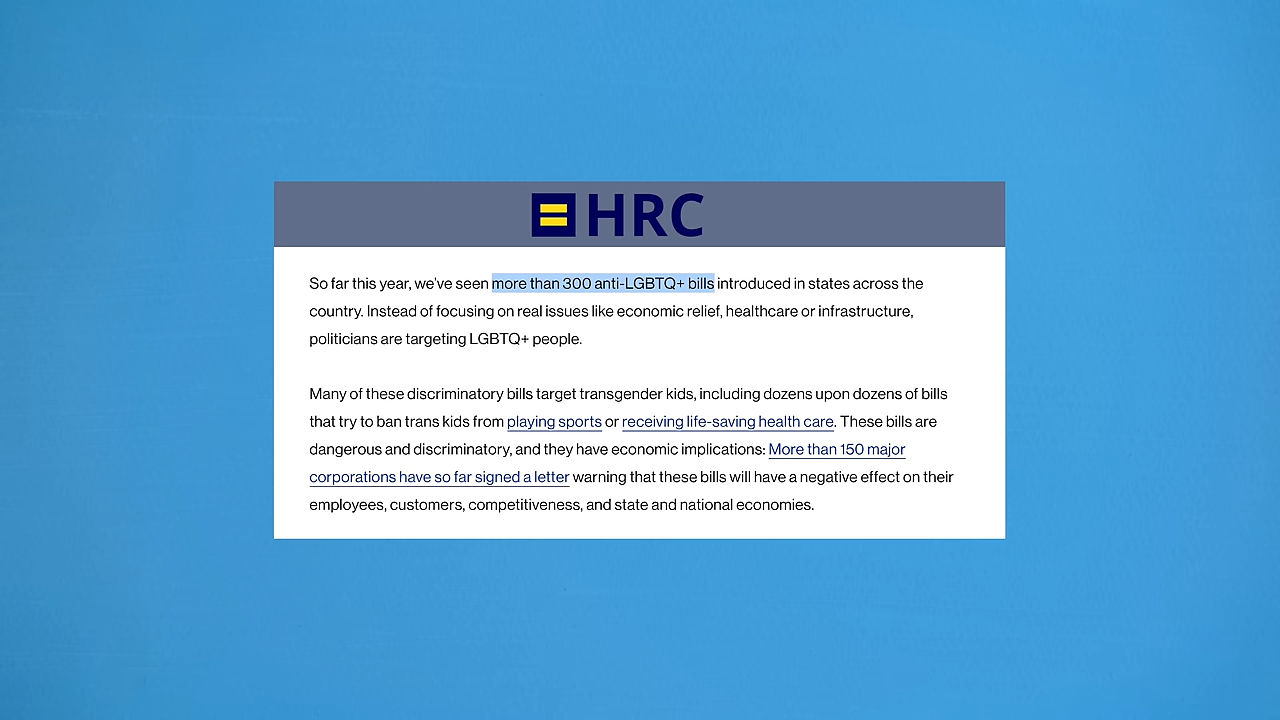 HRC
So far this year, we've seen more than 300 anti-LGBTQ+ bills introduced in states across the
country. Instead of focusing on real issues like economic relief, healthcare or infrastructure,
politicians are targeting LGBTQ+ people.
Many of these discriminatory bills target transgender kids, including dozens upon dozens of bills
that try to ban trans kids from playing sports or receiving life-saving health care. These bills are
dangerous and discriminatory, and they have economic implications: More than 150 major
corporations have so far signed a letter warning that these bills will have a negative effect on their
employees, customers, competitiveness, and state and national economies.